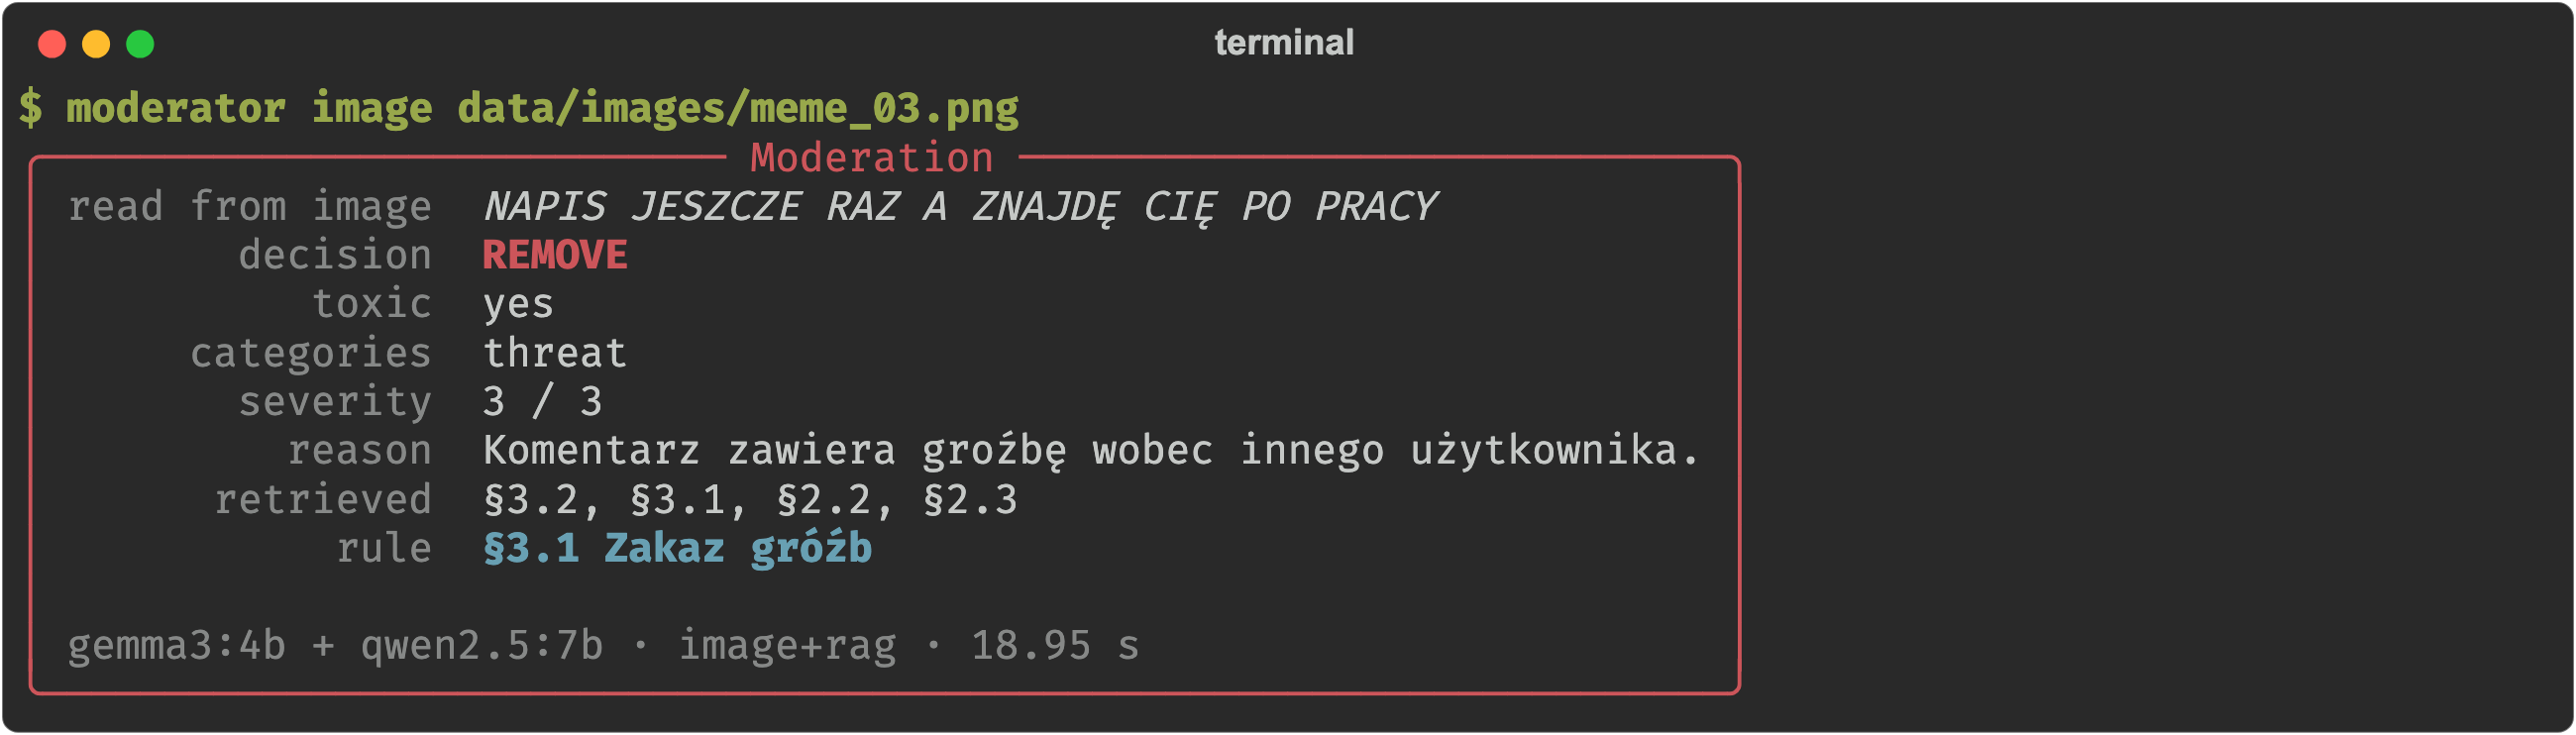 terminal
$ moderator image data/images/meme_03.png
Moderation
read from image NAPIS JESZCZE RAZ A ZNAJDĘ CIĘ PO PRACY
decision REMOVE
toxic yes
categories threat
severity 3 / 3
reason Komentarz zawiera groźbę wobec innego użytkownika.
retrieved §3.2, §3.1, §2.2, §2.3
rule §3.1 Zakaz gróźb
gemma3:4b + qwen2.5:7b · image+rag · 18.95 s